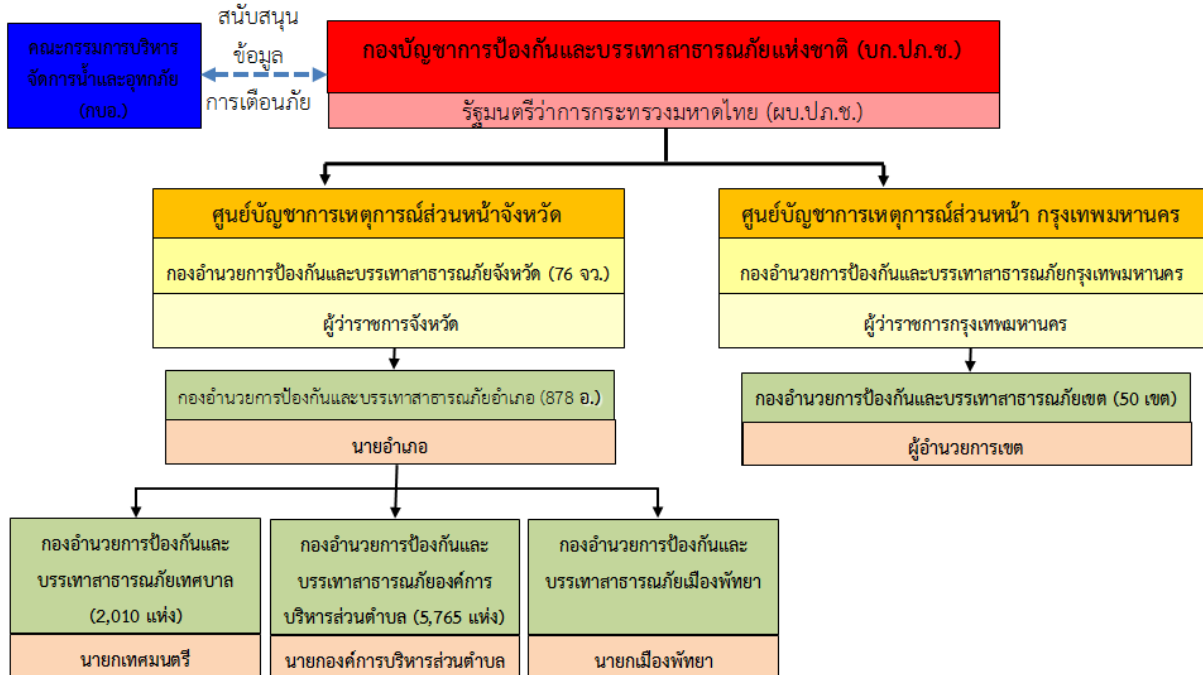 คณะกรรมการบริหาร
จัดการน้ำและอุทกภัย
(กบอ.)
สนับสนุน
ข้อมูล
การเตือนภัย
กองบัญชาการป้องกันและบรรเทาสาธารณภัยแห่งชาติ (บก.ปภ.ช.)
รัฐมนตรีว่าการกระทรวงมหาดไทย (ผบ.ปภ.ช.)
ศูนย์บัญชาการเหตุการณ์ส่วนหน้าจังหวัด
กองอำนวยการป้องกันและบรรเทาสาธารณภัยจังหวัด (76 จว.)
ผู้ว่าราชการจังหวัด
ศูนย์บัญชาการเหตุการณ์ส่วนหน้า กรุงเทพมหานคร
กองอำนวยการป้องกันและบรรเทาสาธารณภัยกรุงเทพมหานคร
ผู้ว่าราชการกรุงเทพมหานคร
กองอำนวยการป้องกันและบรรเทาสาธารณภัยอำเภอ (878 อ.)
นายอำเภอ
กองอำนวยการป้องกันและบรรเทาสาธารณภัยเขต (50 เขต)
ผู้อำนวยการเขต
กองอำนวยการป้องกันและ
บรรเทาสาธารณภัยเทศบาล
(2,010 แห่ง)
นายกเทศมนตรี
กองอำนวยการป้องกันและ
บรรเทาสาธารณภัยองค์การ
บริหารส่วนตำบล (5,765 แห่ง)
นายกองค์การบริหารส่วนตำบล
กองอำนวยการป้องกันและ
บรรเทาสาธารณภัยเมืองพัทยา
นายกเมืองพัทยา